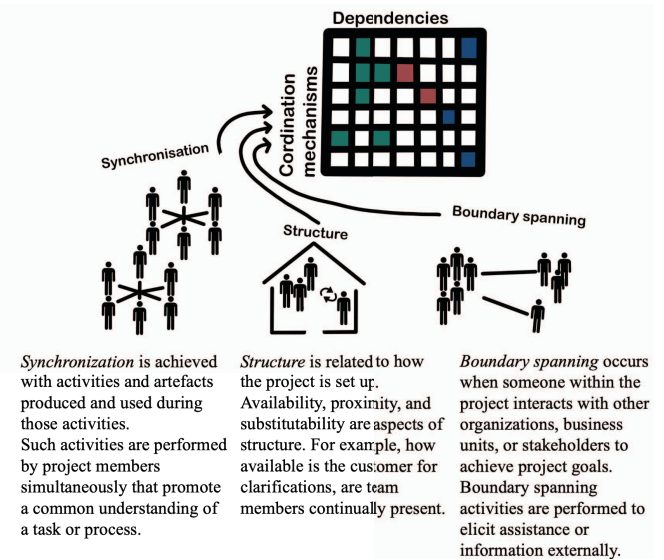 Dependencies
Cordination
mechanisms
Synchronisation
Structure
Boundary spanning
Synchronization is achieved
with activities and artefacts
produced and used during
those activities.
Such activities are performed
by project members
simultaneously that promote
a common understanding of
a task or process.
Structure is related to how
the project is set up.
Availability, proximity, and
substitutability are aspects of
structure. For example, how
available is the customer for
clarifications, are team
members continually present.
Boundary spanning occurs
when someone within the
project interacts with other
organizations, business
units, or stakeholders to
achieve project goals.
Boundary spanning
activities are performed to
elicit assistance or
information externally.